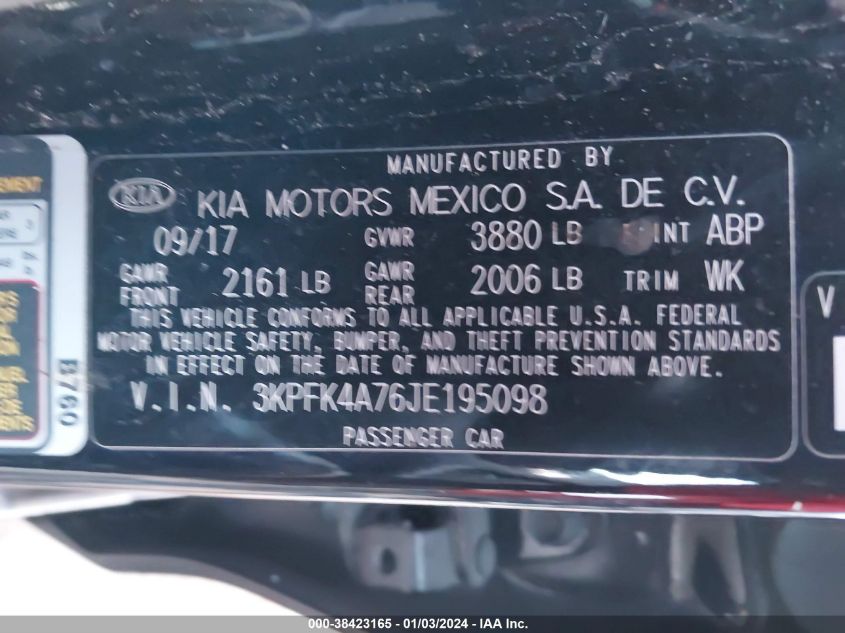 MANUFACTURED BY
KIA KIA MOTORS MEXICO S.A. DE C.V.
09/17 GVWR 3880 LB ABP
GAWR FRONT 2161 LB GAWR REAR 2006 LB TRIM WK
THIS VEHICLE CONFORMS TO ALL APPLICABLE U.S.A. FEDERAL
MOTOR VEHICLE SAFETY, BUMPER, AND THEFT PREVENTION STANDARDS
IN EFFECT ON THE DATE OF MANUFACTURE SHOWN ABOVE.
V.I.N. 3KPFK4A76JE195098
PASSENGER CAR
B760
V
000-38423165 - 01/03/2024 - IAA Inc.